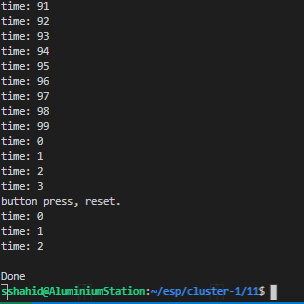 time: 91
time: 92
time: 93
time: 94
time: 95
time: 96
time: 97
time: 98
time: 99
time: 0
time: 1
time: 2
time: 3
button press, reset.
time: 0
time: 1
time: 2
Done
sshahid@AluminiumStation:~/esp/cluster-1/11$